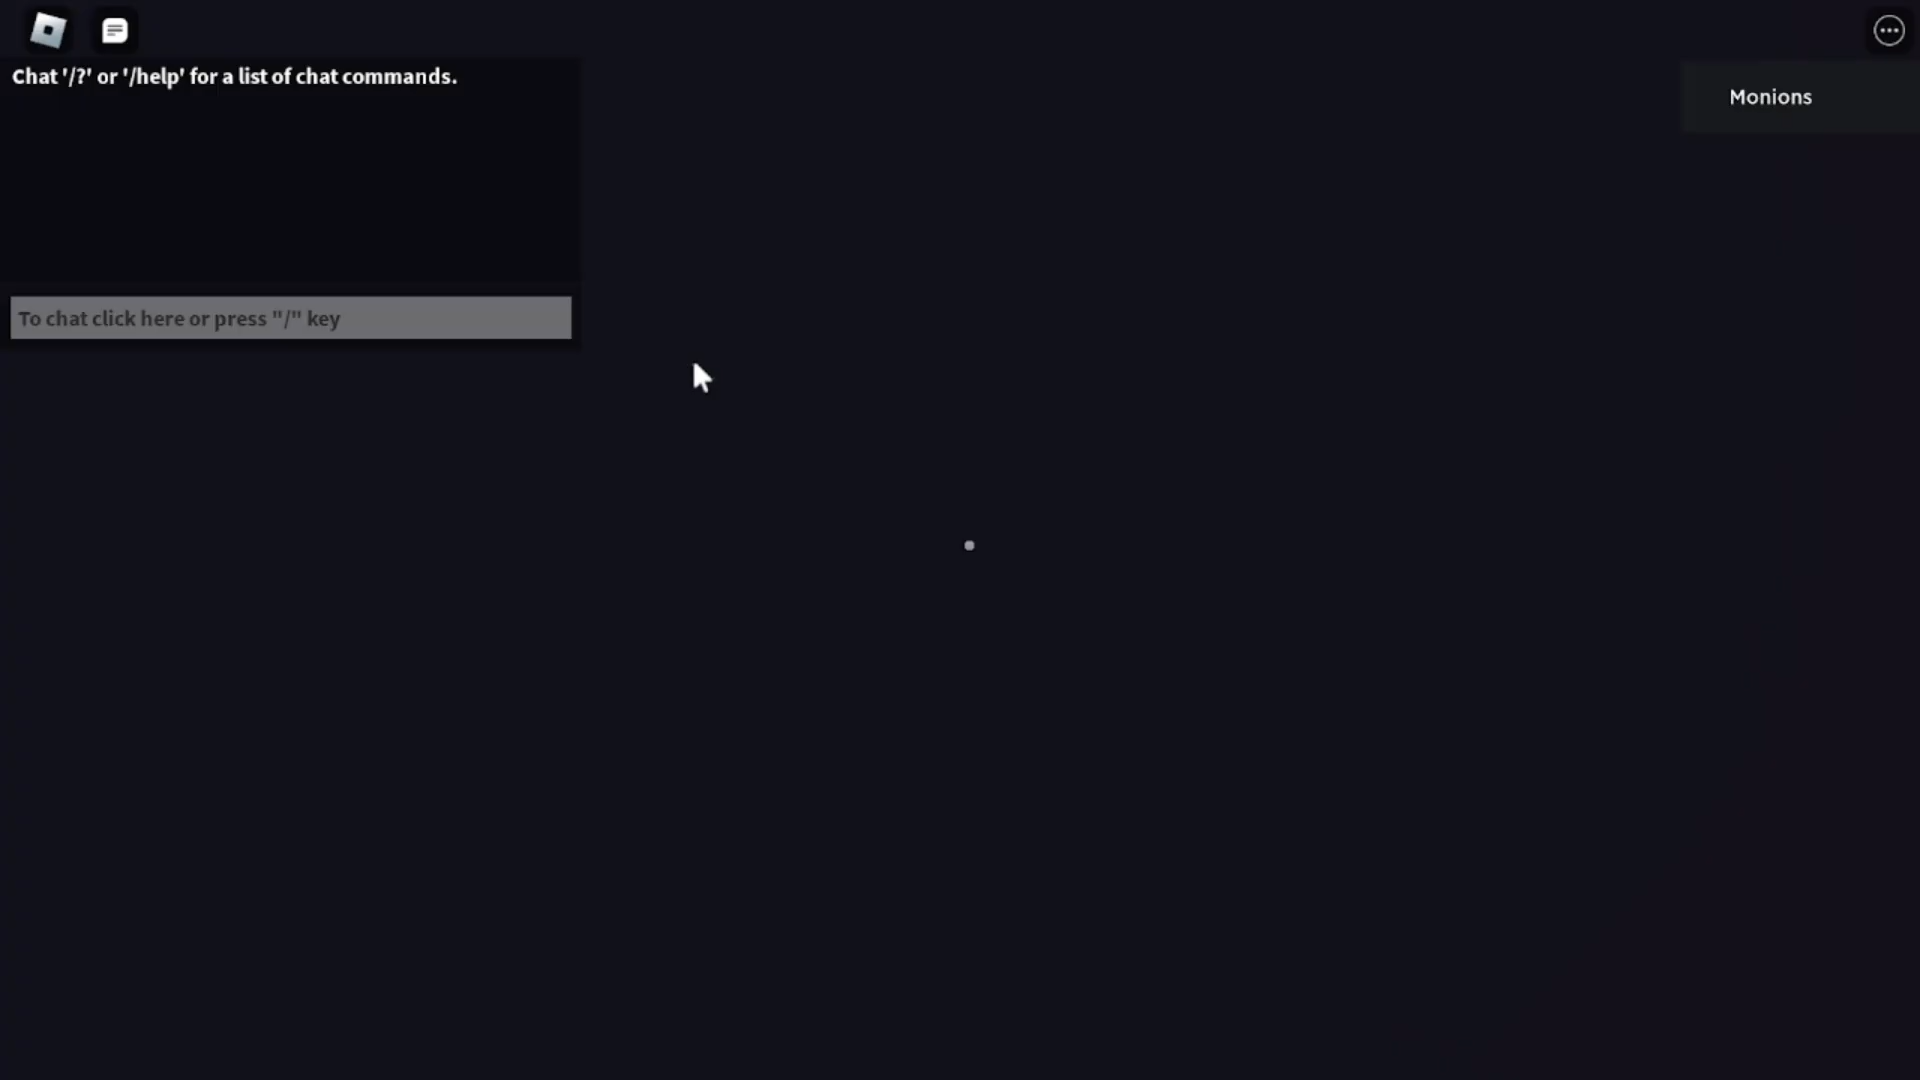 Chat '/?' or '/help' for a list of chat commands.
Monions
To chat click here or press "/" key